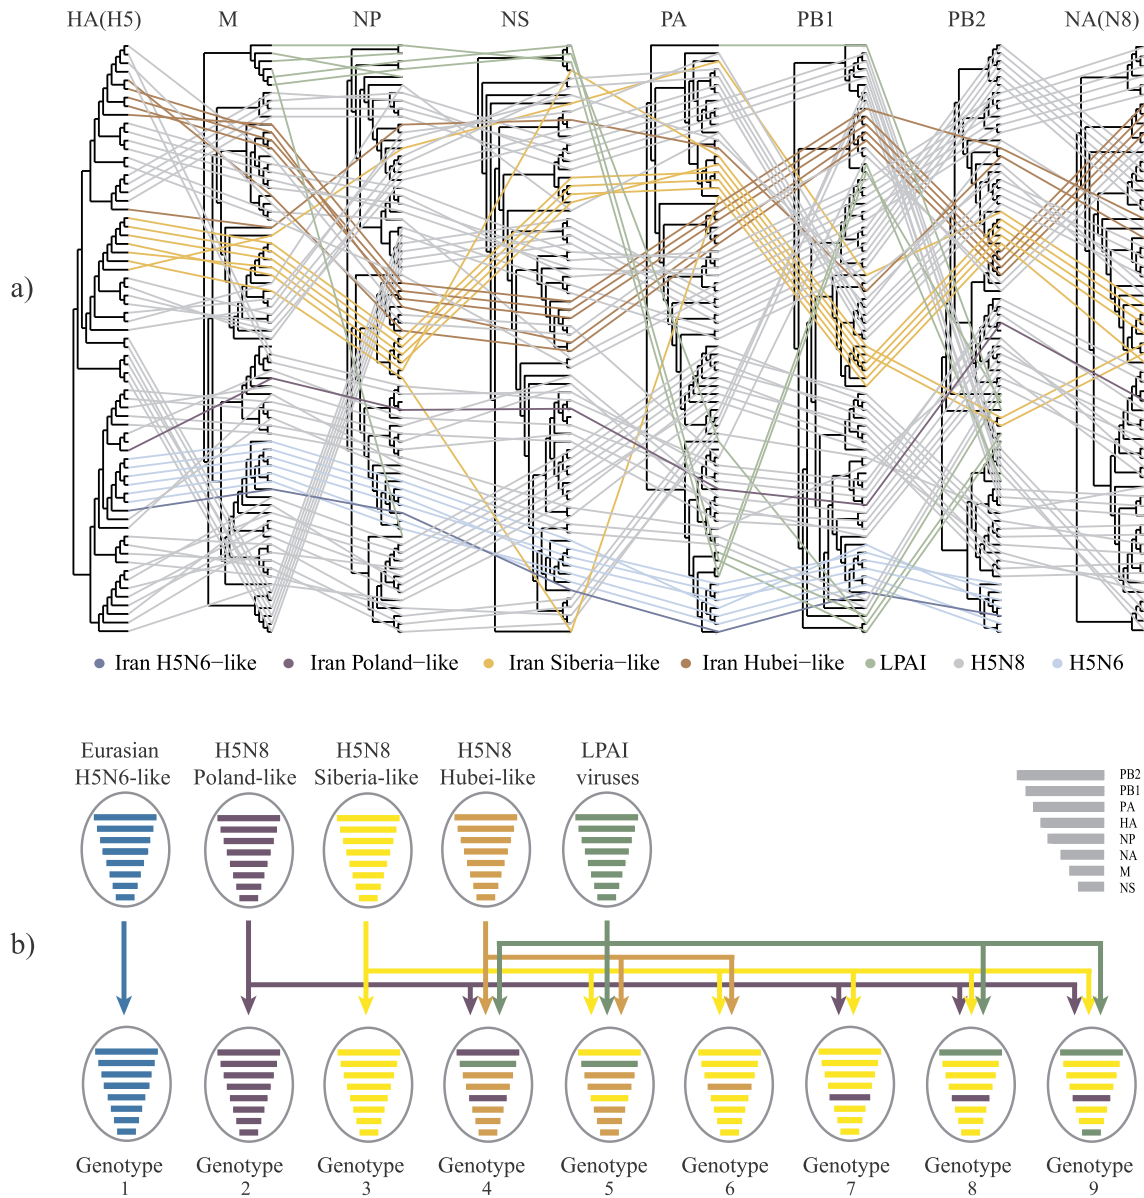 HA(H5) M NP NS PA PB1 PB2 NA(N8)
a)
Iran H5N6−like Iran Poland−like Iran Siberia−like Iran Hubei−like LPAI H5N8 H5N6
Eurasian H5N8 H5N8 H5N8 LPAI
H5N6-like Poland-like Siberia-like Hubei-like viruses
PB2
PB1
PA
HA
NP
NA
M
NS
b)
Genotype Genotype Genotype Genotype Genotype Genotype Genotype Genotype Genotype
1 2 3 4 5 6 7 8 9